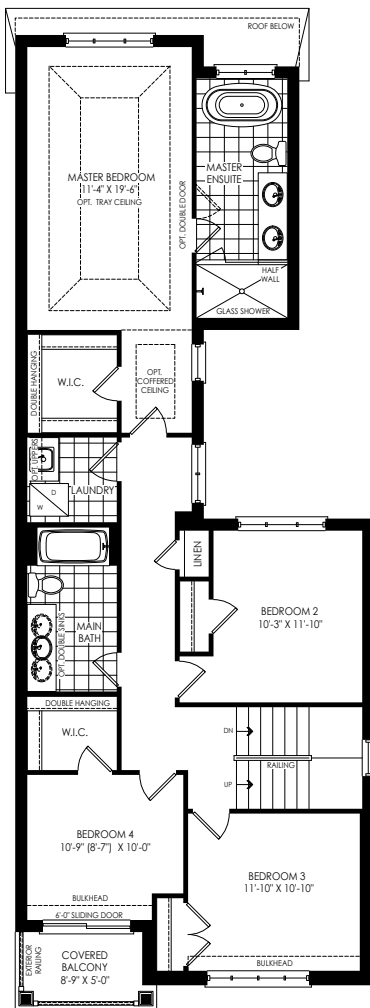 ROOF BELOW
MASTER BEDROOM
11'-4" X 19'-6"
OPT. TRAY CEILING
OPT. DOUBLE DOOR
MASTER
ENSUITE
HALF
WALL
GLASS SHOWER
DOUBLE HANGING
W.I.C.
OPT.
COFFERED
CEILING
OPT. UPPERS
D
W
LAUNDRY
LINEN
BEDROOM 2
10'-3" X 11'-10"
MAIN
BATH
OPT. DOUBLE SINKS
DOUBLE HANGING
W.I.C.
DN
RAILING
UP
BEDROOM 4
10'-9" (8'-7") X 10'-0"
BULKHEAD
6'-0" SLIDING DOOR
BEDROOM 3
11'-10" X 10'-10"
BULKHEAD
EXTERIOR
RAILING
COVERED
BALCONY
8'-9" X 5'-0"